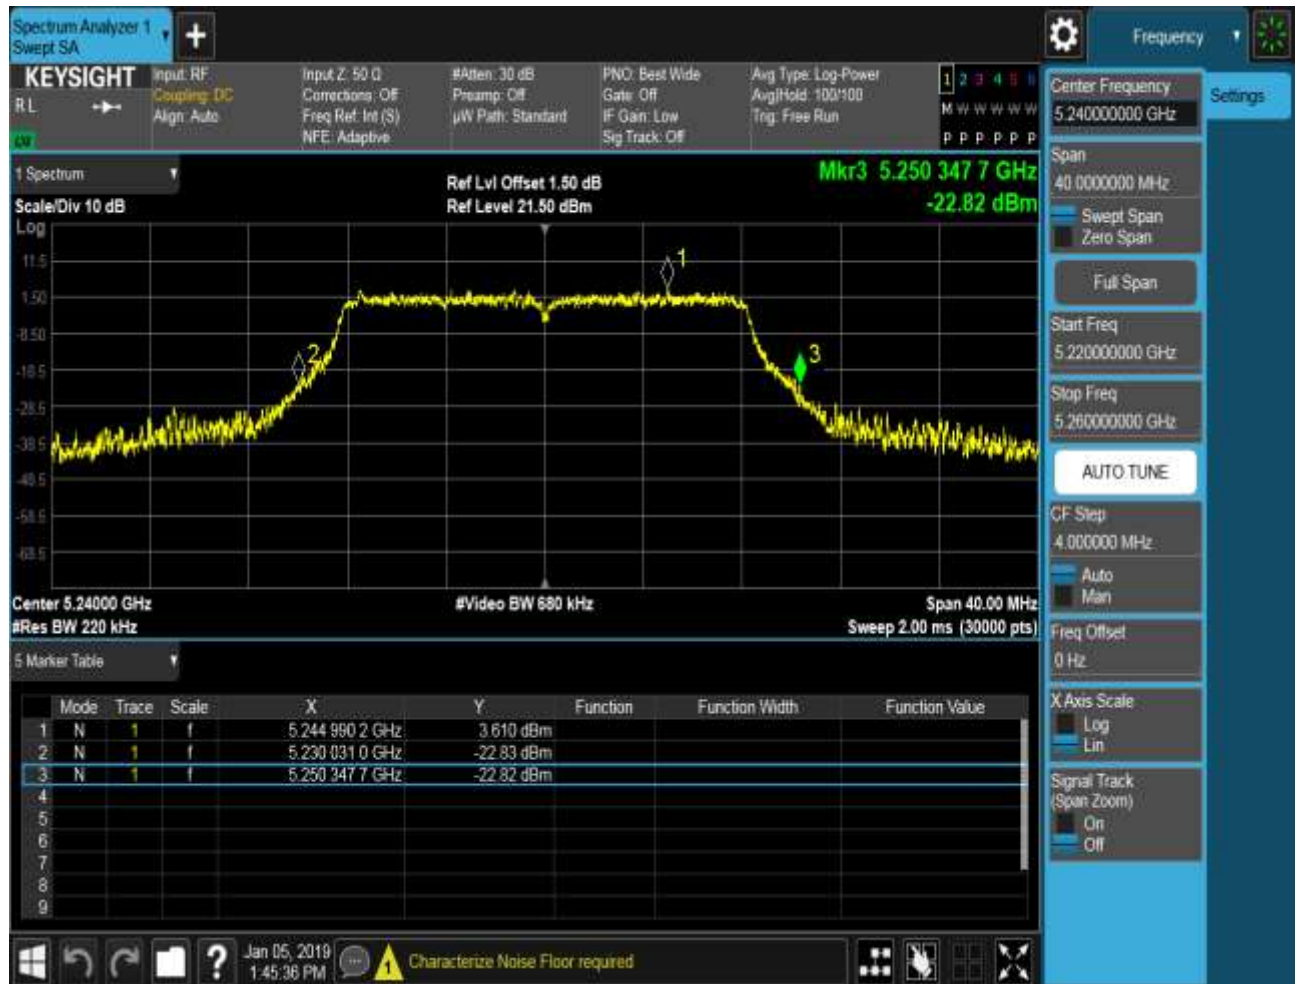 Spectrum Analyzer 1
Swept SA
+
Frequency
KEYSIGHT
RL
Input: RF
Coupling: DC
Align: Auto
Input Z: 50 Ω
Corrections: Off
Freq Ref: Int (S)
NFE: Adaptive
#Atten: 30 dB
Preamp: Off
µW Path: Standard
PNO: Best Wide
Gate: Off
IF Gain: Low
Sig Track: Off
Avg Type: Log-Power
Avg|Hold: 100/100
Trig: Free Run
1 2 3 4 5 6
M W W W W W
P P P P P P
1 Spectrum
Scale/Div 10 dB
Ref Lvl Offset 1.50 dB
Ref Level 21.50 dBm
Mkr3 5.250 347 7 GHz
-22.82 dBm
Log
11.5
1.50
-8.50
-18.5
-28.5
-38.5
-48.5
-58.5
-68.5
1
2
3
Center 5.24000 GHz
#Video BW 680 kHz
Span 40.00 MHz
#Res BW 220 kHz
Sweep 2.00 ms (30000 pts)
5 Marker Table
Mode Trace Scale X Y Function Function Width Function Value
1 N 1 f 5.244 990 2 GHz 3.610 dBm
2 N 1 f 5.230 031 0 GHz -22.83 dBm
3 N 1 f 5.250 347 7 GHz -22.82 dBm
4
5
6
7
8
9
Jan 05, 2019
1:45:36 PM
Characterize Noise Floor required
Settings
Center Frequency
5.240000000 GHz
Span
40.0000000 MHz
Swept Span
Zero Span
Full Span
Start Freq
5.220000000 GHz
Stop Freq
5.260000000 GHz
AUTO TUNE
CF Step
4.000000 MHz
Auto
Man
Freq Offset
0 Hz
X Axis Scale
Log
Lin
Signal Track
(Span Zoom)
On
Off